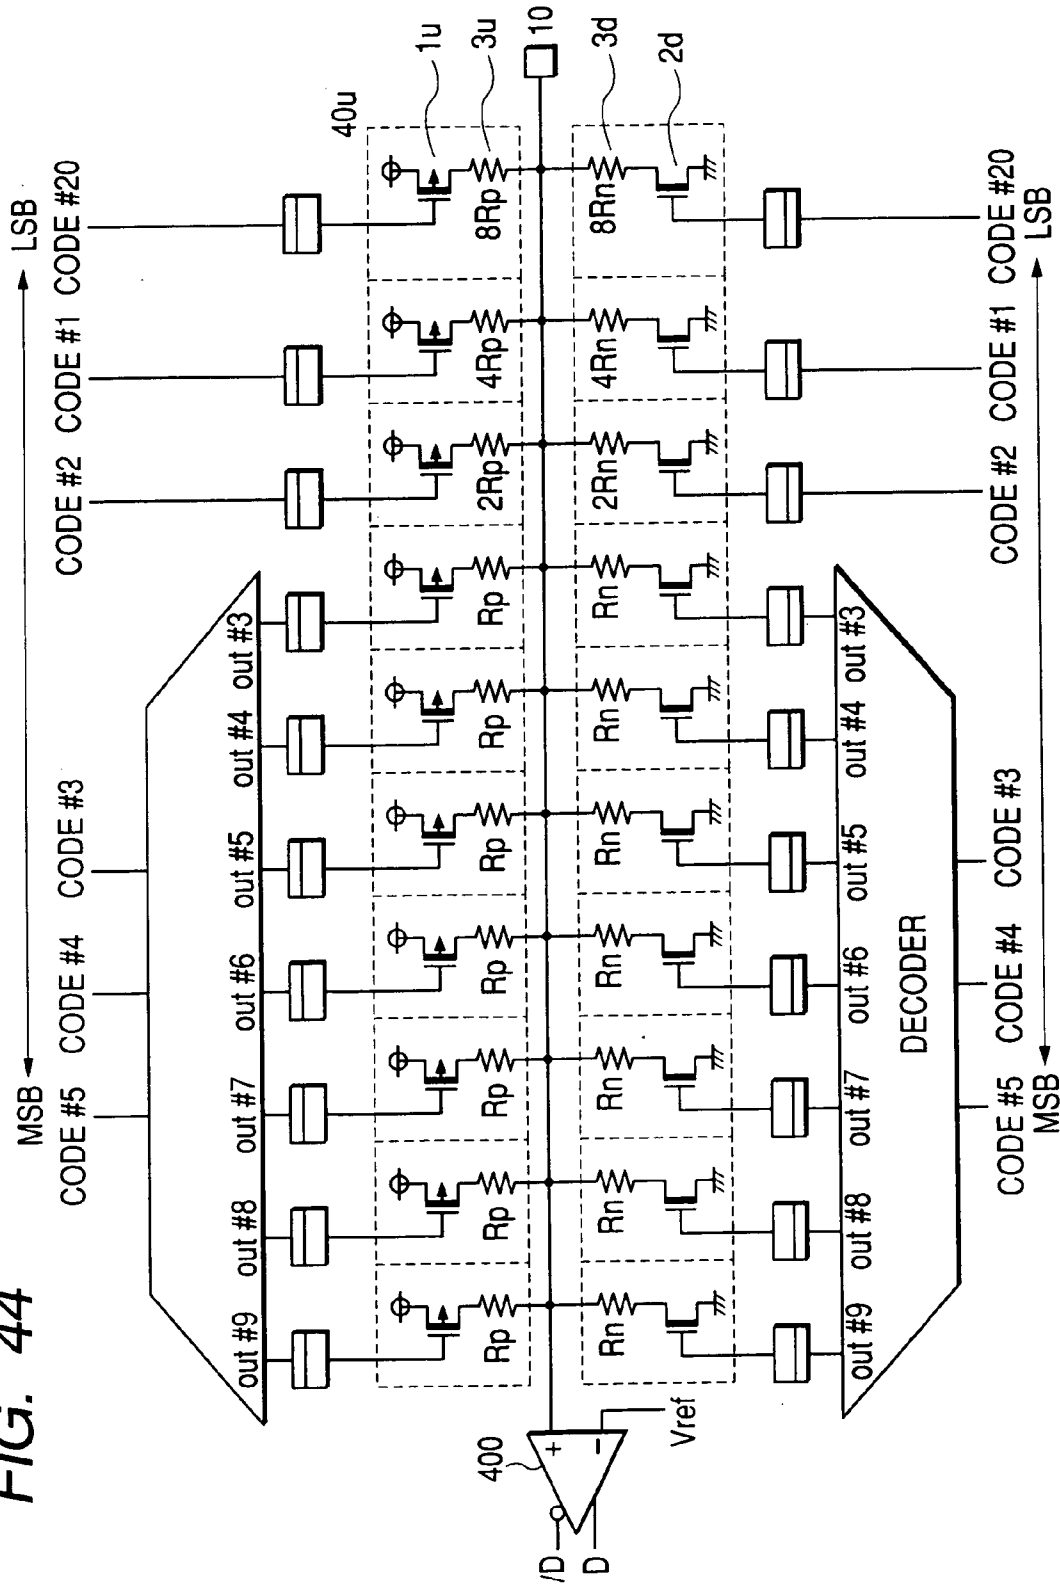 FIG. 44
MSB LSB
CODE #5 CODE #4 CODE #3 CODE #2 CODE #1 CODE #20
out #9 out #8 out #7 out #6 out #5 out #4 out #3
40u
1u
3u
Rp Rp Rp Rp Rp Rp Rp 2Rp 4Rp 8Rp
10
400
+
−
/D
D
Vref
Rn Rn Rn Rn Rn Rn Rn 2Rn 4Rn 8Rn
3d
2d
out #9 out #8 out #7 out #6 out #5 out #4 out #3
DECODER
CODE #5 CODE #4 CODE #3 CODE #2 CODE #1 CODE #20
MSB LSB